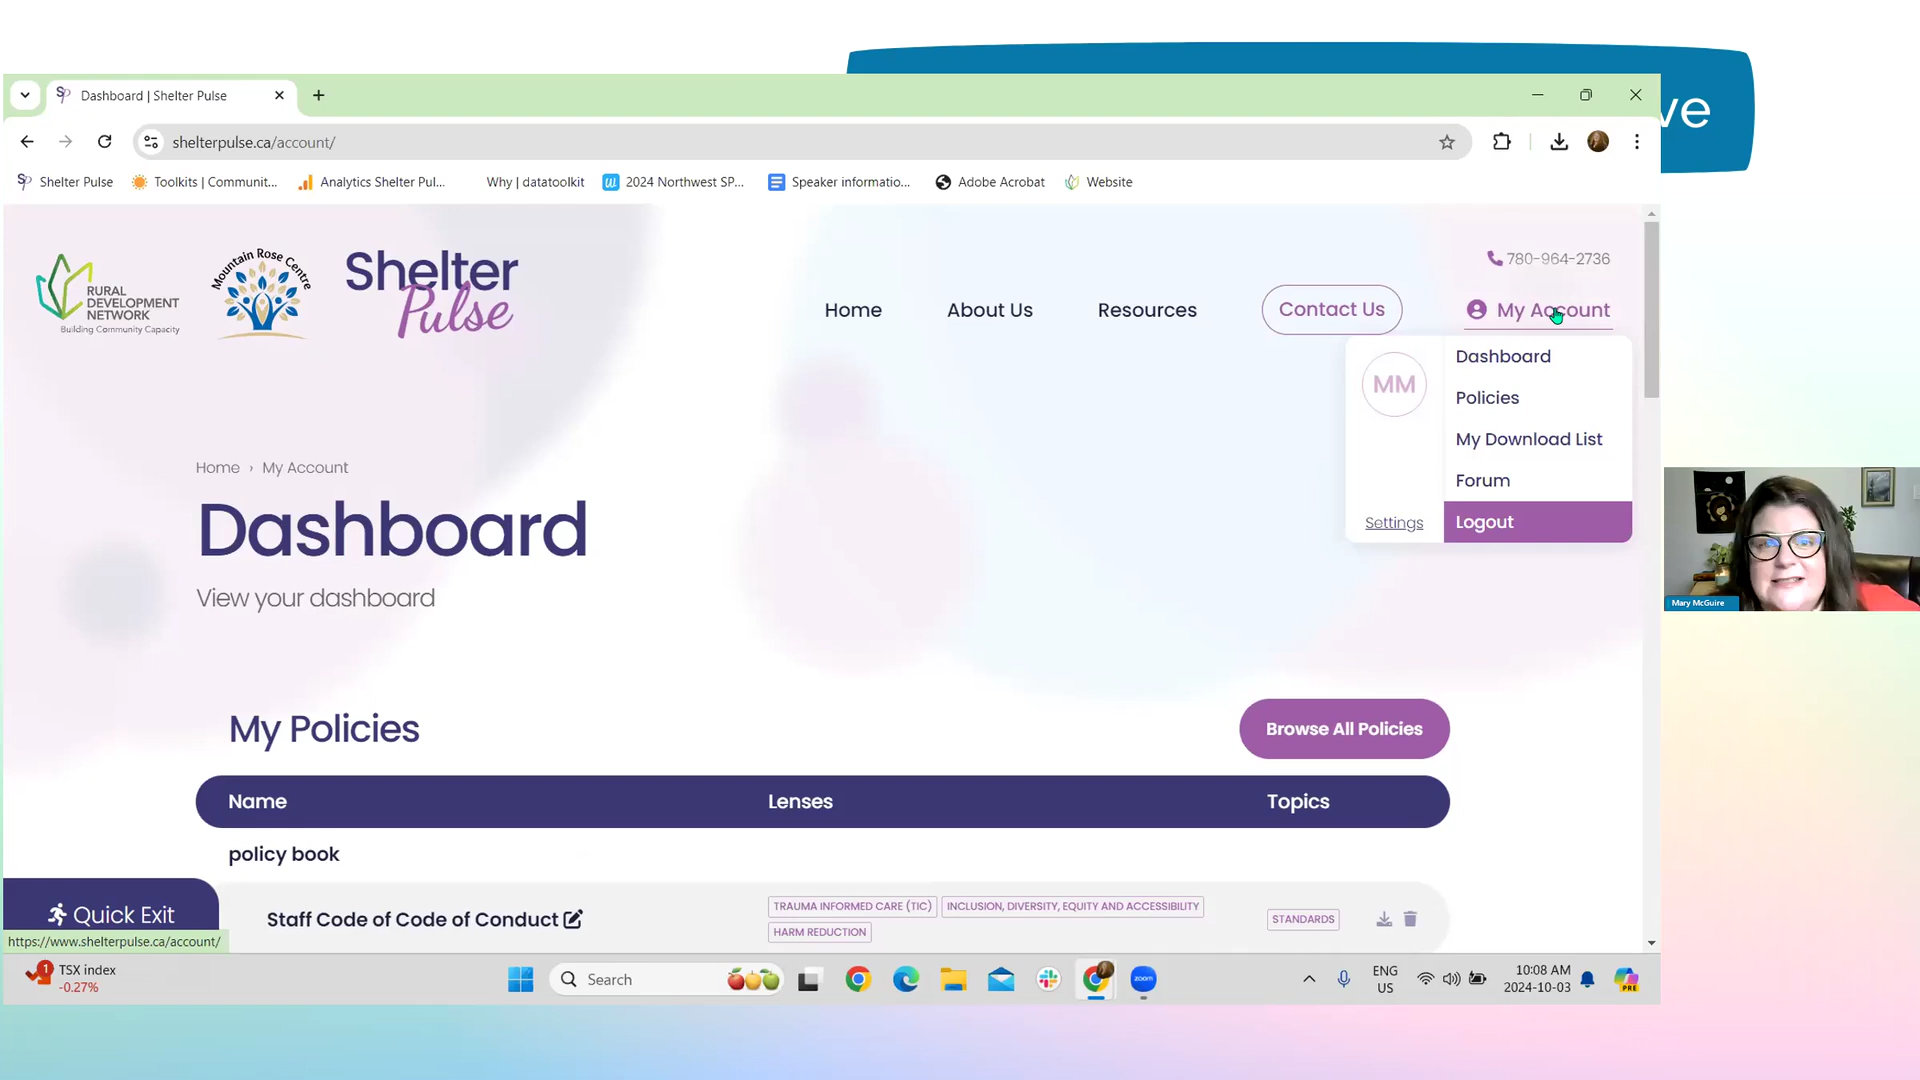 ve
Dashboard | Shelter Pulse
shelterpulse.ca/account/
Shelter Pulse
Toolkits | Communit...
Analytics Shelter Pul...
Why | datatoolkit
2024 Northwest SP...
Speaker informatio...
Adobe Acrobat
Website
RURAL
DEVELOPMENT
NETWORK
Building Community Capacity
Mountain Rose Centre
Shelter
Pulse
780-964-2736
Home
About Us
Resources
Contact Us
My Account
MM
Settings
Dashboard
Policies
My Download List
Forum
Logout
Home › My Account
Dashboard
View your dashboard
My Policies
Browse All Policies
Name
Lenses
Topics
policy book
Staff Code of Code of Conduct
TRAUMA INFORMED CARE (TIC)
INCLUSION, DIVERSITY, EQUITY AND ACCESSIBILITY
HARM REDUCTION
STANDARDS
Quick Exit
https://www.shelterpulse.ca/account/
Mary McGuire
1
TSX index
-0.27%
Search
zoom
ENG
US
10:08 AM
2024-10-03
PRE